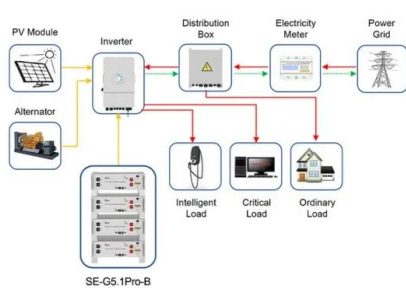 PV Module
Inverter
Distribution
Box
Electricity
Meter
Power
Grid
Alternator
Intelligent
Load
Critical
Load
Ordinary
Load
SE-G5.1Pro-B